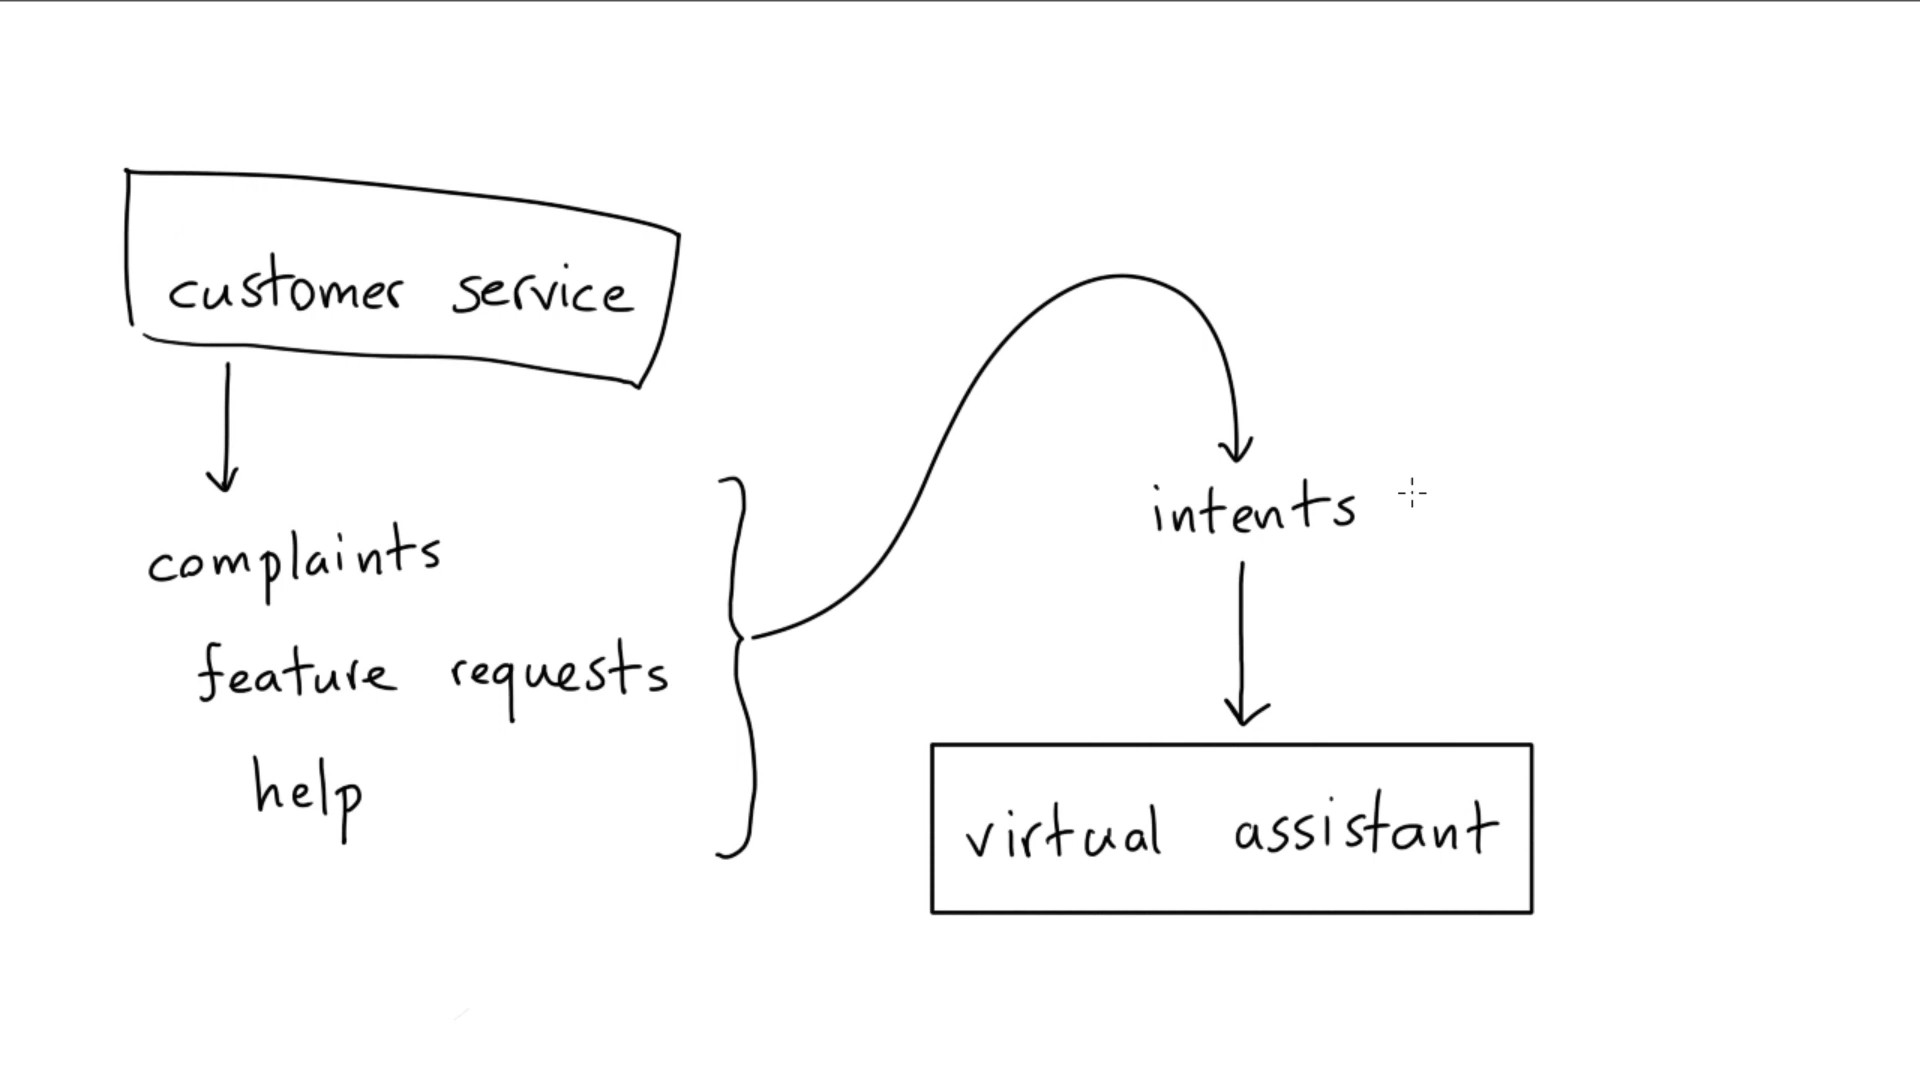 customer service
complaints
feature requests
help
intents
virtual assistant